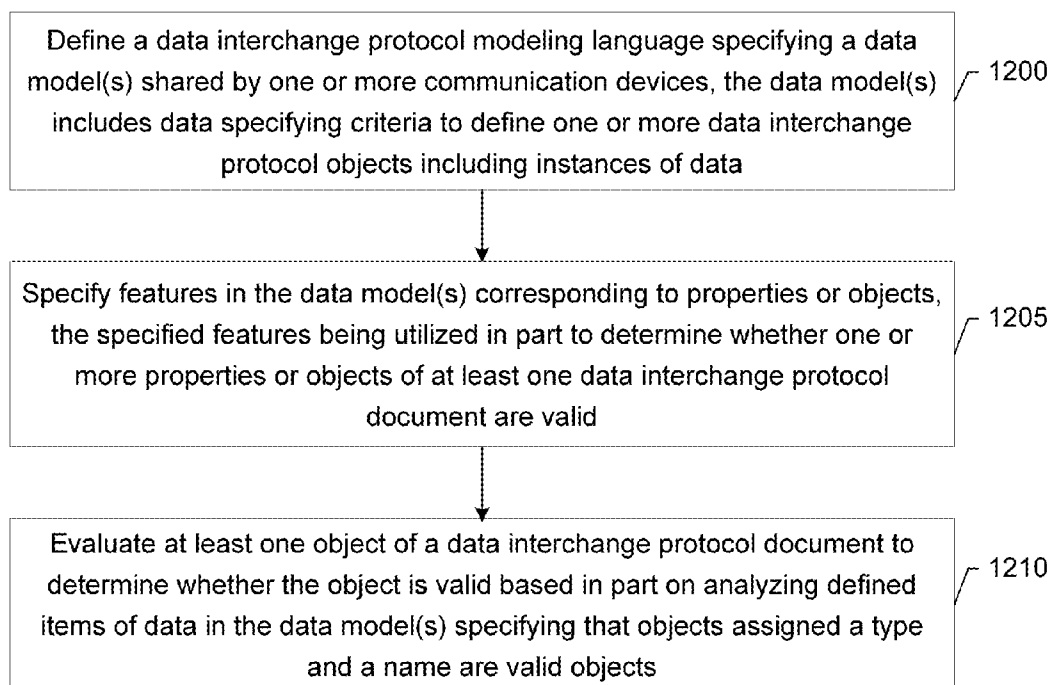 Define a data interchange protocol modeling language specifying a data
model(s) shared by one or more communication devices, the data model(s)
includes data specifying criteria to define one or more data interchange
protocol objects including instances of data
1200
Specify features in the data model(s) corresponding to properties or objects,
the specified features being utilized in part to determine whether one or
more properties or objects of at least one data interchange protocol
document are valid
1205
Evaluate at least one object of a data interchange protocol document to
determine whether the object is valid based in part on analyzing defined
items of data in the data model(s) specifying that objects assigned a type
and a name are valid objects
1210